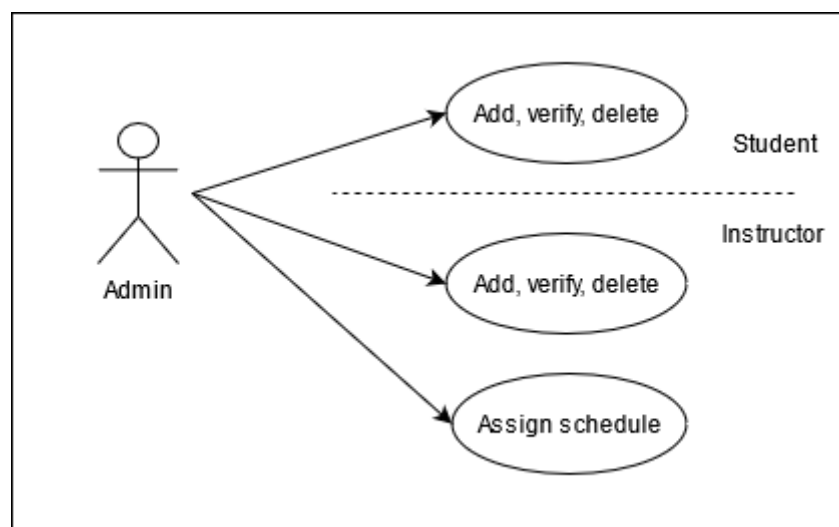 Add, verify, delete
Student
Instructor
Add, verify, delete
Admin
Assign schedule